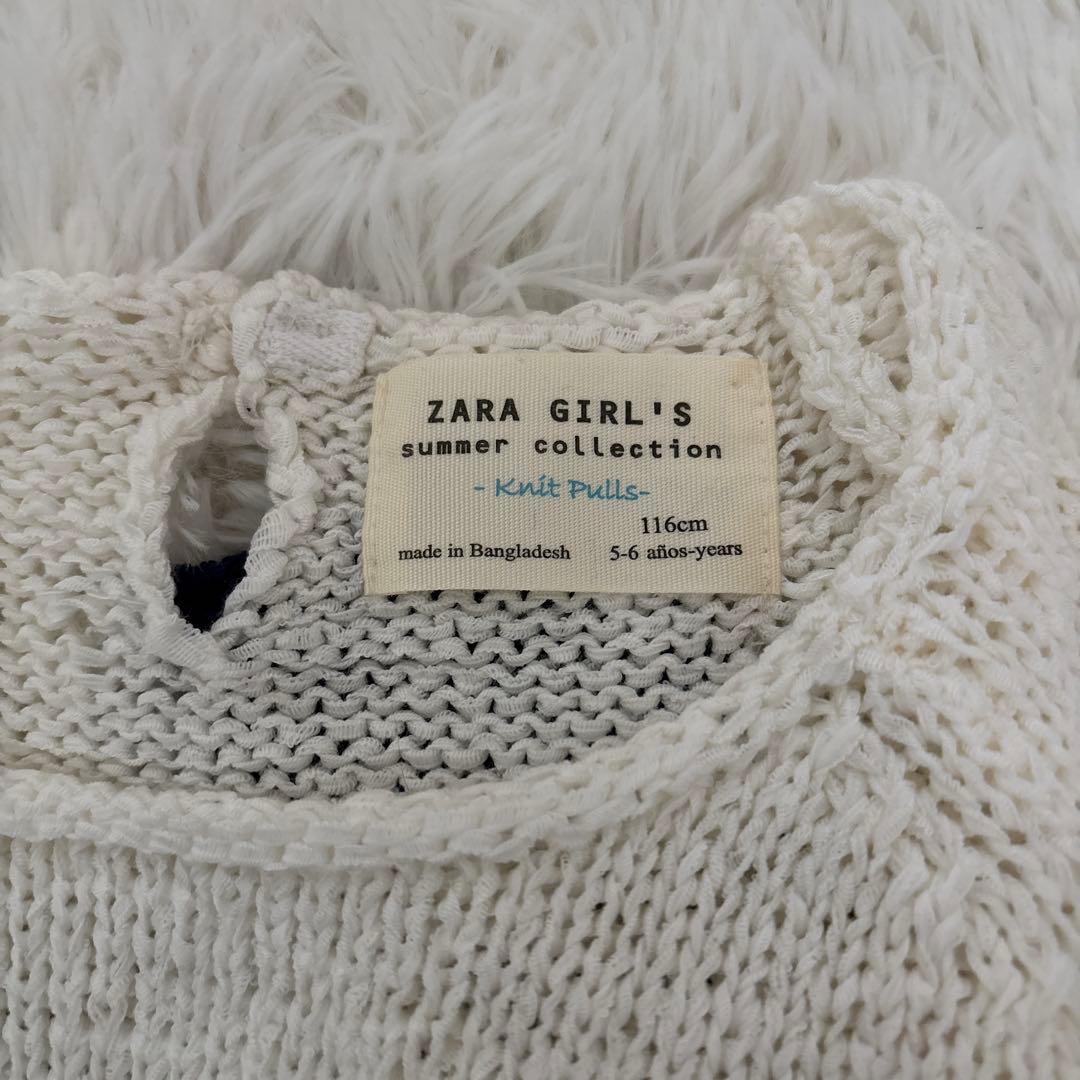 ZARA GIRL'S
summer collection
- Knit Pulls-
116cm
made in Bangladesh 5-6 años-years